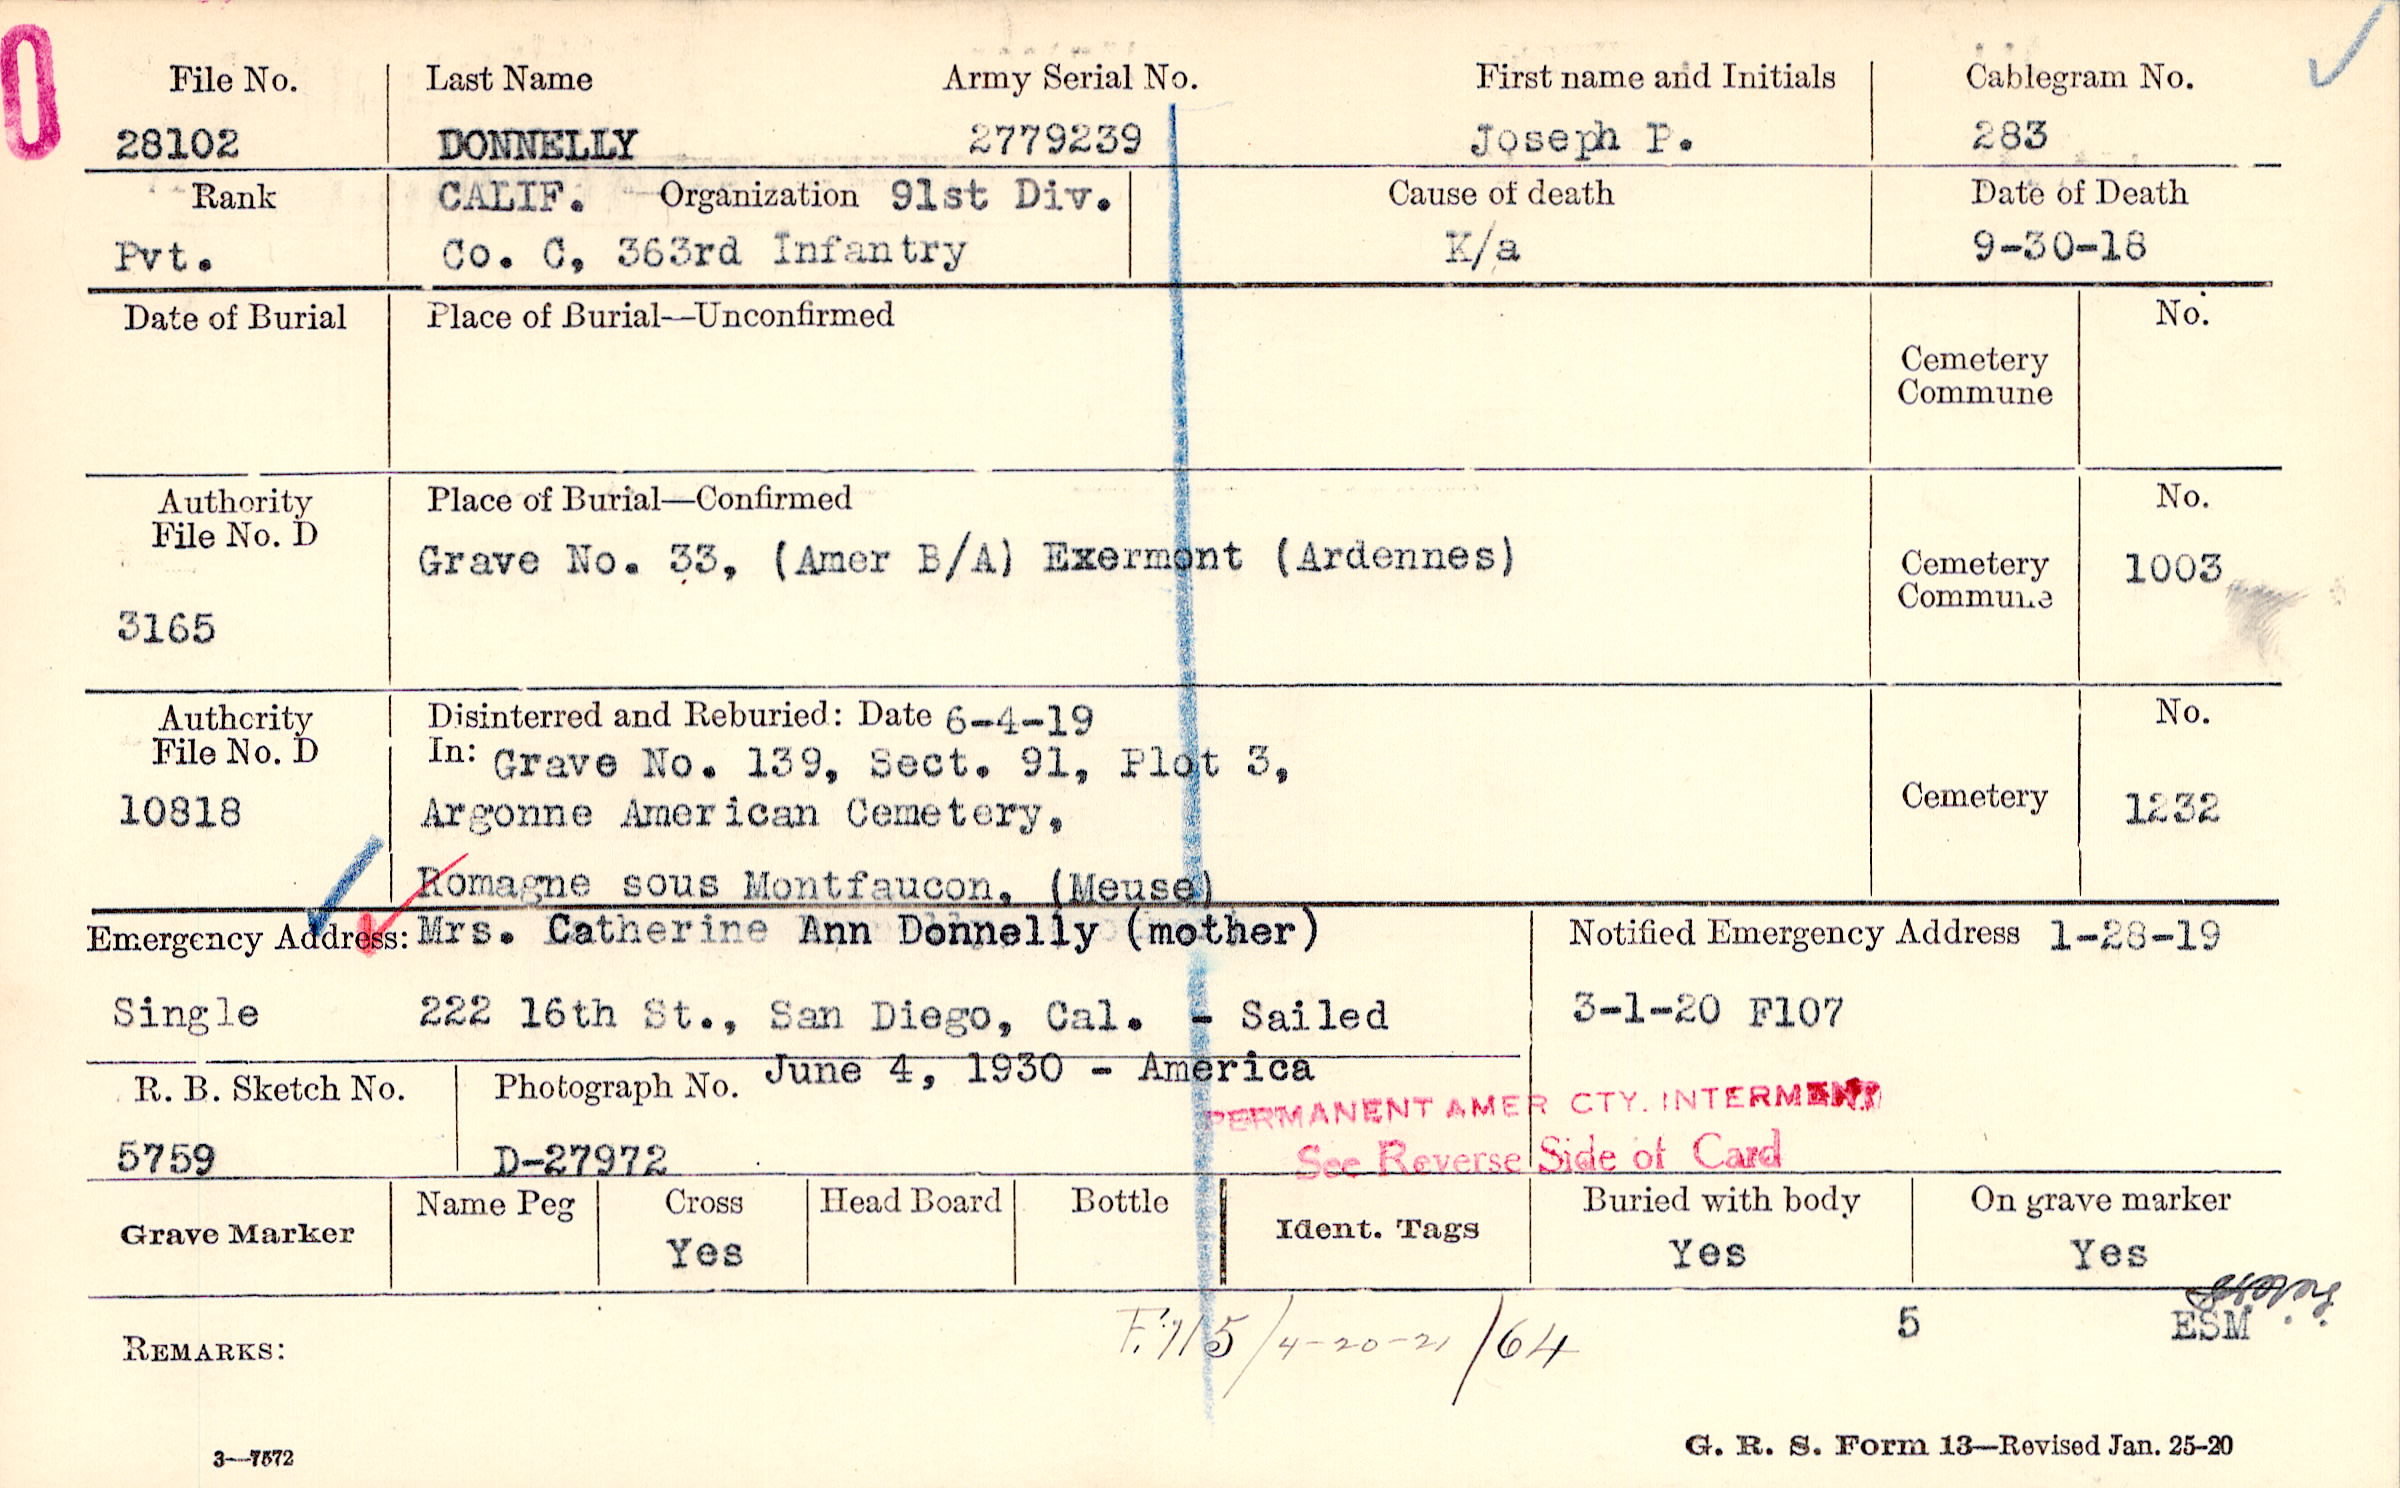 File No. Last Name Army Serial No. First name and Initials Cablegram No.
28102 DONNELLY 2779239 Joseph P. 283
Rank CALIF. Organization 91st Div. Cause of death Date of Death
Pvt. Co. C, 363rd Infantry K/a 9-30-18
Date of Burial Place of Burial—Unconfirmed No.
Cemetery
Commune
Authority Place of Burial—Confirmed No.
File No. D
Grave No. 33, (Amer B/A) Exermont (Ardennes) Cemetery 1003
Commune
3165
Authority Disinterred and Reburied: Date 6-4-19 No.
File No. D In: Grave No. 139, Sect. 91, Plot 3,
10818 Argonne American Cemetery, Cemetery 1232
Romagne sous Montfaucon, (Meuse)
Emergency Address: Mrs. Catherine Ann Donnelly (mother) Notified Emergency Address 1-28-19
Single 222 16th St., San Diego, Cal. - Sailed 3-1-20 F107
R. B. Sketch No. Photograph No. June 4, 1930 - America
PERMANENT AMER CTY. INTERMENT
5759 D-27972 See Reverse Side of Card
Grave Marker Name Peg Cross Head Board Bottle Ident. Tags Buried with body On grave marker
Yes Yes Yes
REMARKS: 4-20-21/64 5 ESM
3—7572 G. R. S. Form 13—Revised Jan. 25-20